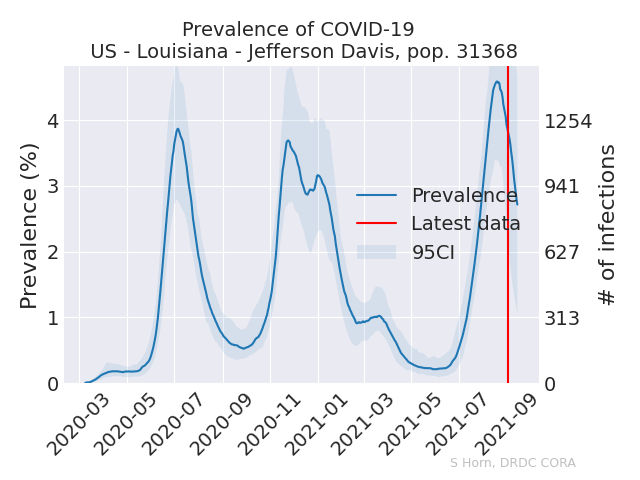 Prevalence of COVID-19
US - Louisiana - Jefferson Davis, pop. 31368
Prevalence (%)
4
3
2
1
0
1254
941
627
313
0
# of infections
Prevalence
Latest data
95CI
2020-03
2020-05
2020-07
2020-09
2020-11
2021-01
2021-03
2021-05
2021-07
2021-09
S Horn, DRDC CORA